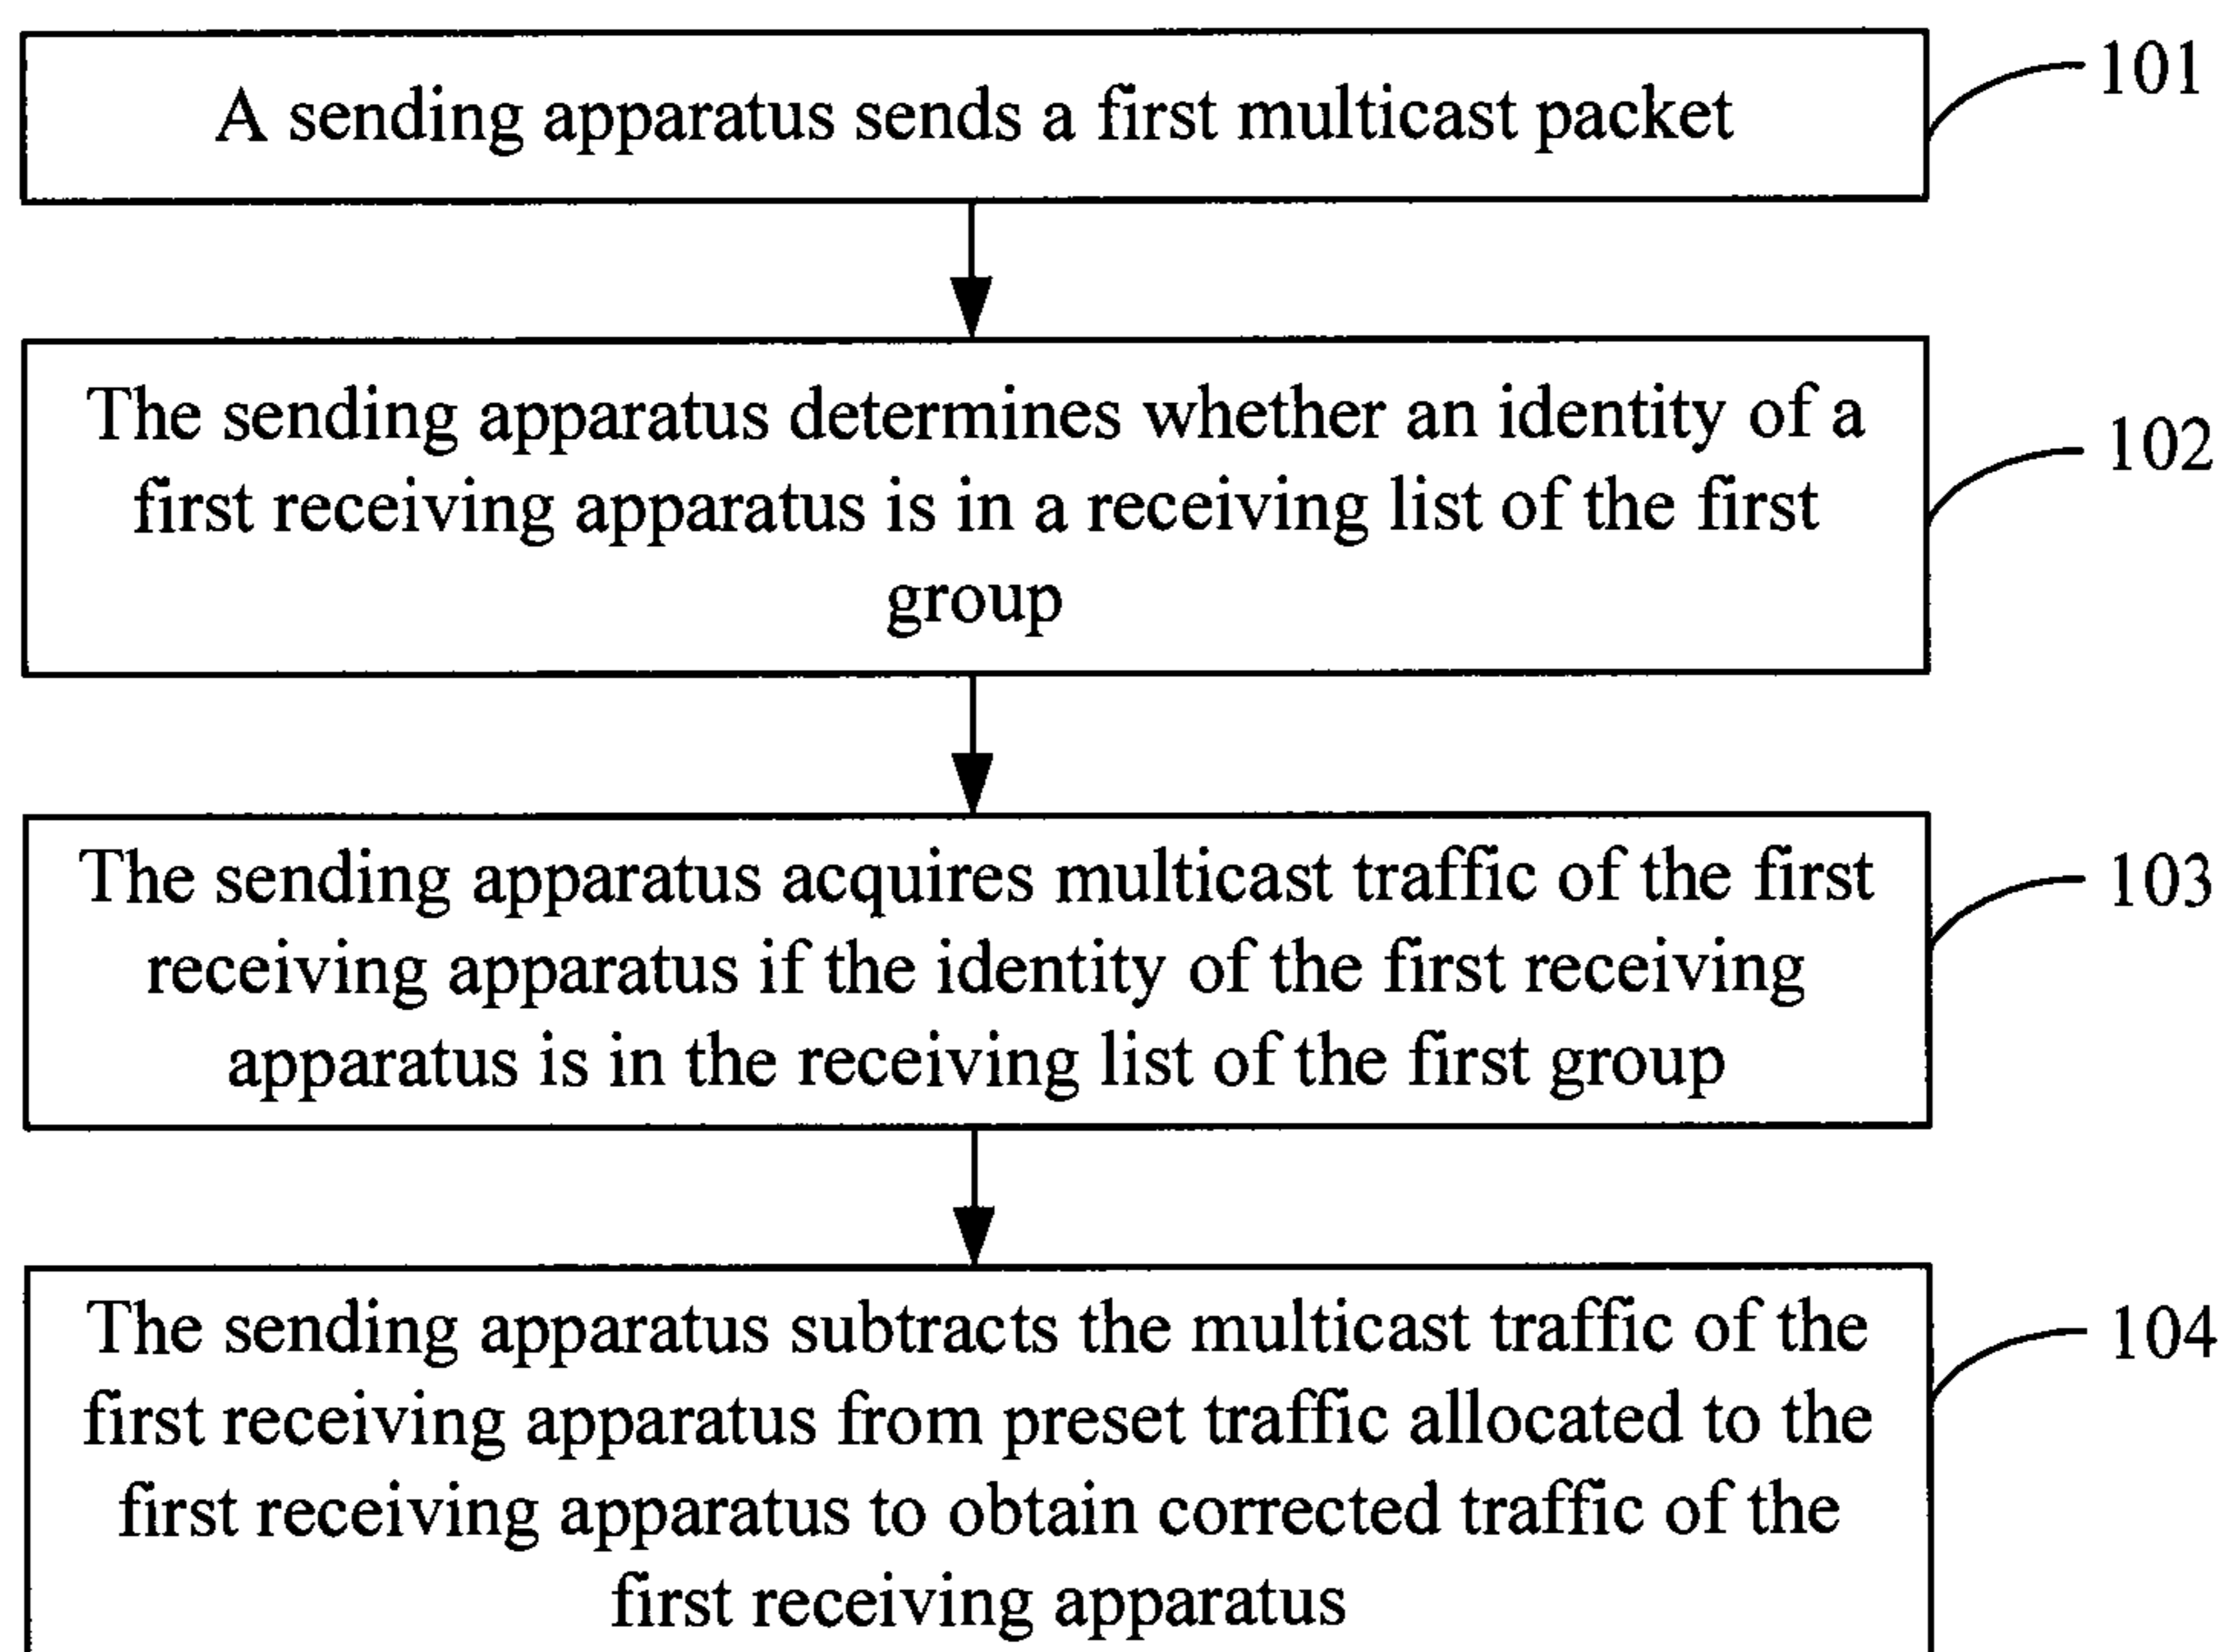 A sending apparatus sends a first multicast packet
101
The sending apparatus determines whether an identity of a
first receiving apparatus is in a receiving list of the first
group
102
The sending apparatus acquires multicast traffic of the first
receiving apparatus if the identity of the first receiving
apparatus is in the receiving list of the first group
103
The sending apparatus subtracts the multicast traffic of the
first receiving apparatus from preset traffic allocated to the
first receiving apparatus to obtain corrected traffic of the
first receiving apparatus
104